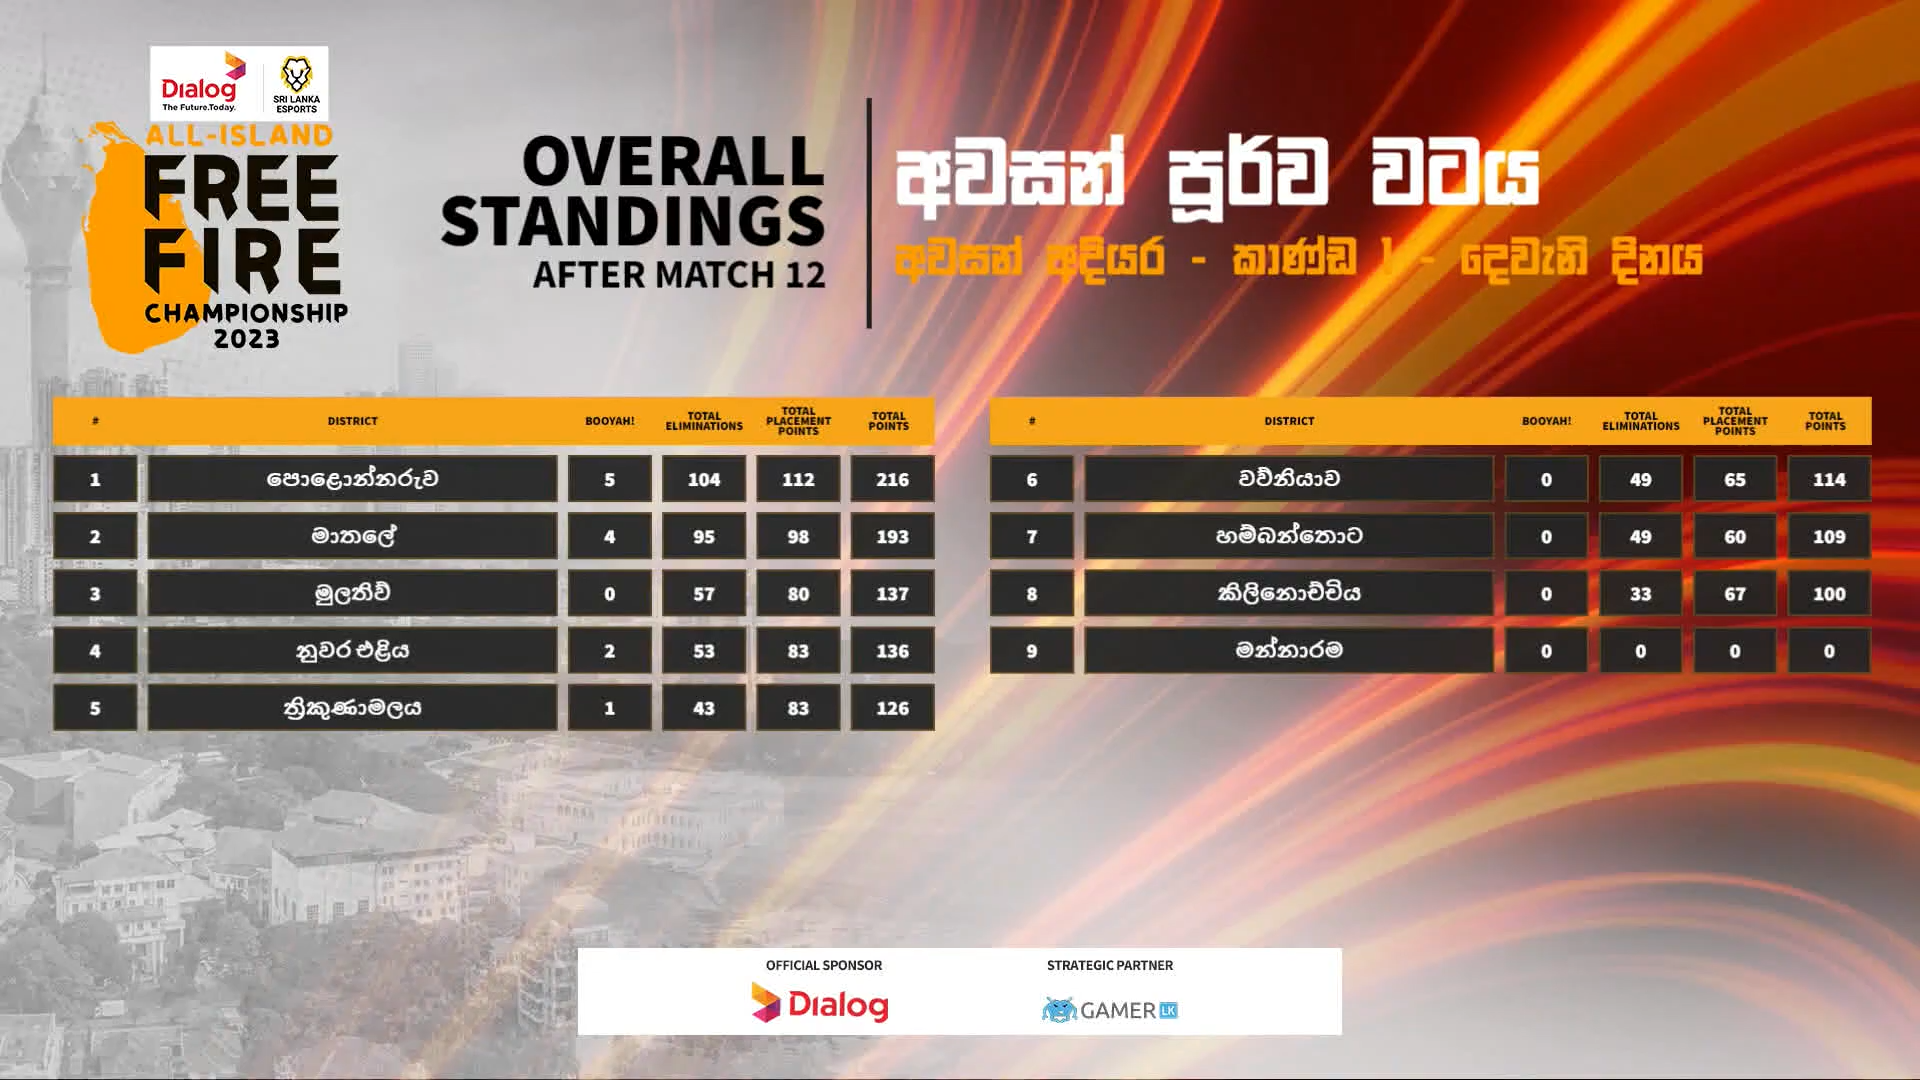 Dialog
The Future.Today.
SRI LANKA
ESPORTS
ALL-ISLAND
FREE
FIRE
CHAMPIONSHIP
2023
OVERALL
STANDINGS
AFTER MATCH 12
අවසන් පූර්ව වටය
අවසන් අදියර - කාණ්ඩ 1 - දෙවැනි දිනය
# DISTRICT BOOYAH! TOTAL ELIMINATIONS TOTAL PLACEMENT POINTS TOTAL POINTS
1 පොළොන්නරුව 5 104 112 216
2 මාතලේ 4 95 98 193
3 මුලතිව් 0 57 80 137
4 නුවර එළිය 2 53 83 136
5 ත්‍රිකුණාමලය 1 43 83 126
# DISTRICT BOOYAH! TOTAL ELIMINATIONS TOTAL PLACEMENT POINTS TOTAL POINTS
6 වව්නියාව 0 49 65 114
7 හම්බන්තොට 0 49 60 109
8 කිලිනොච්චිය 0 33 67 100
9 මන්නාරම 0 0 0 0
OFFICIAL SPONSOR
Dialog
STRATEGIC PARTNER
GAMER LK